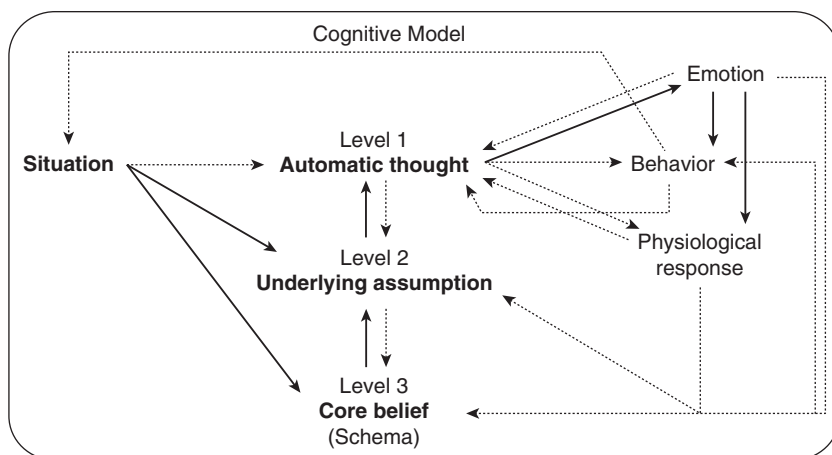 Cognitive Model
Emotion
Level 1
Situation
Automatic thought
Behavior
Level 2
Underlying assumption
Physiological
response
Level 3
Core belief
(Schema)